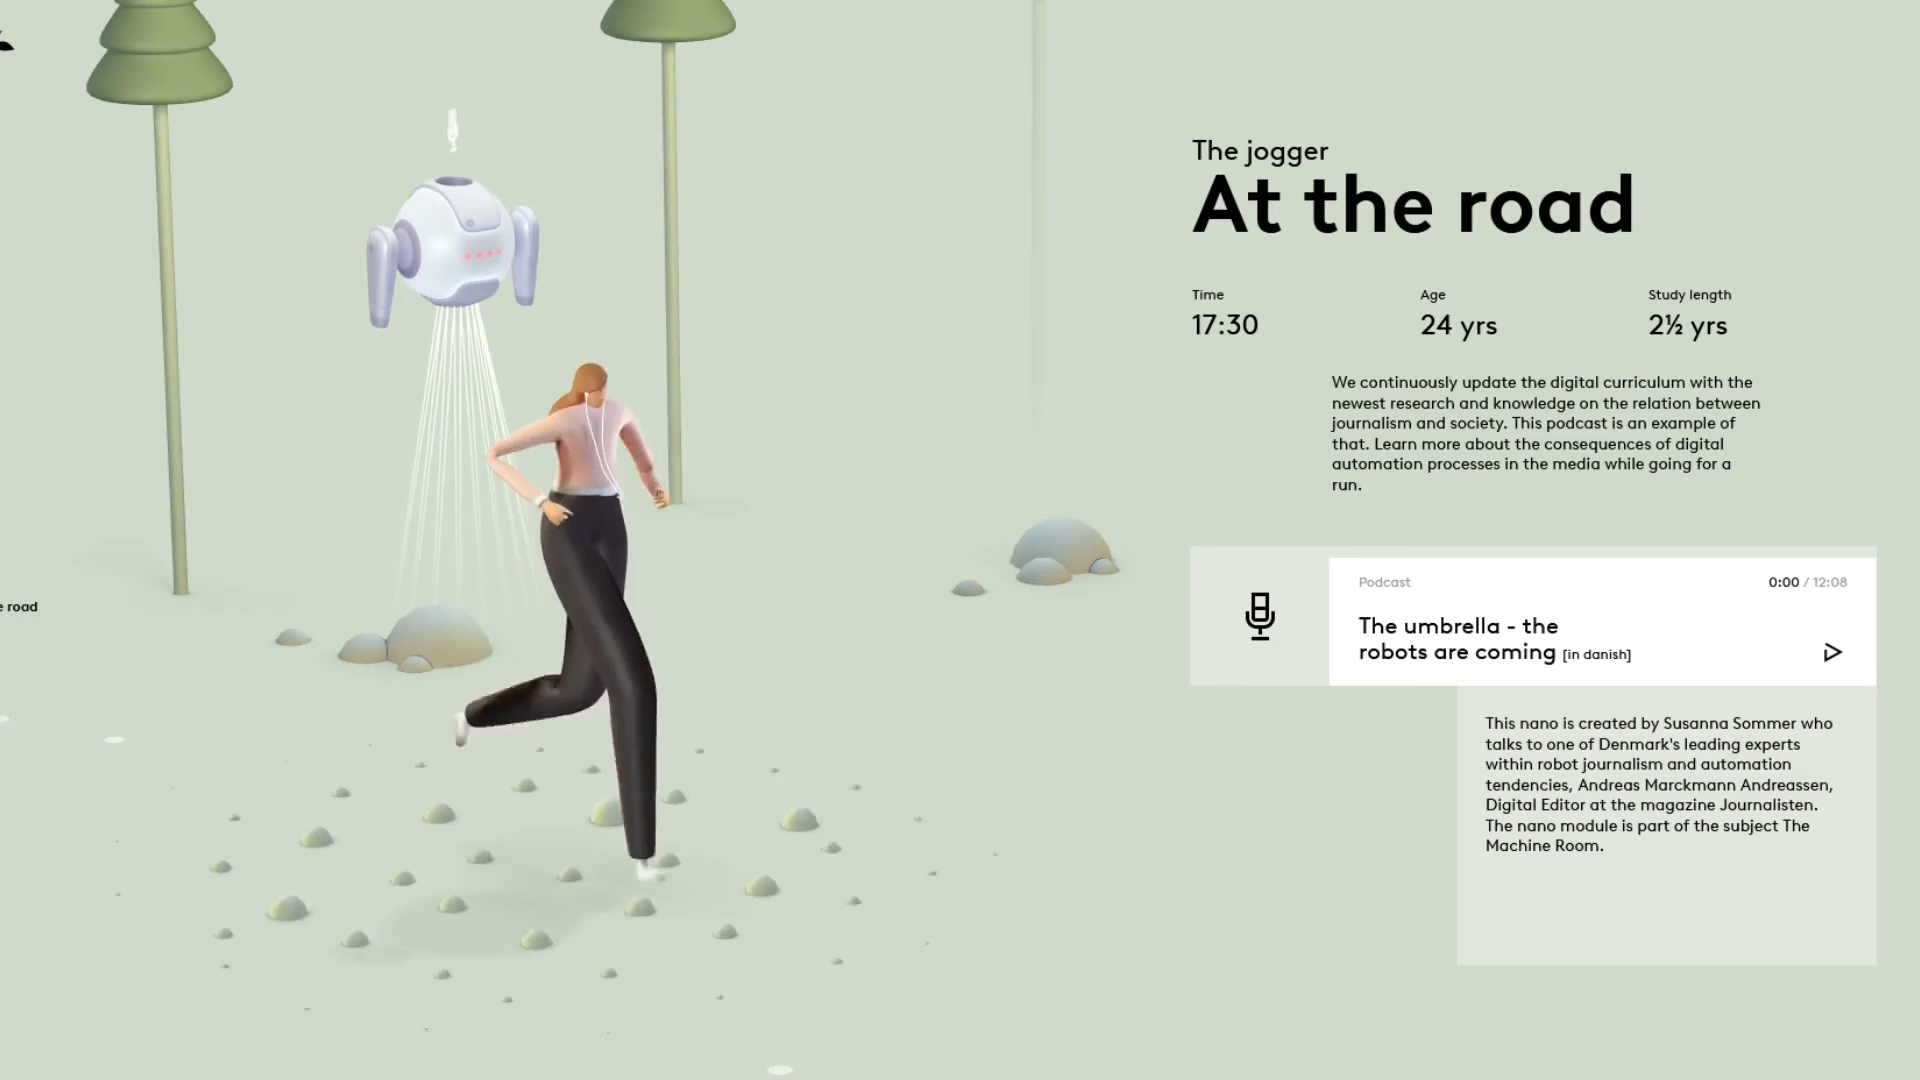 The jogger
At the road
Time
17:30
Age
24 yrs
Study length
2½ yrs
We continuously update the digital curriculum with the
newest research and knowledge on the relation between
journalism and society. This podcast is an example of
that. Learn more about the consequences of digital
automation processes in the media while going for a
run.
Podcast
0:00 / 12:08
The umbrella - the
robots are coming [in danish]
This nano is created by Susanna Sommer who
talks to one of Denmark's leading experts
within robot journalism and automation
tendencies, Andreas Marckmann Andreassen,
Digital Editor at the magazine Journalisten.
The nano module is part of the subject The
Machine Room.
e road